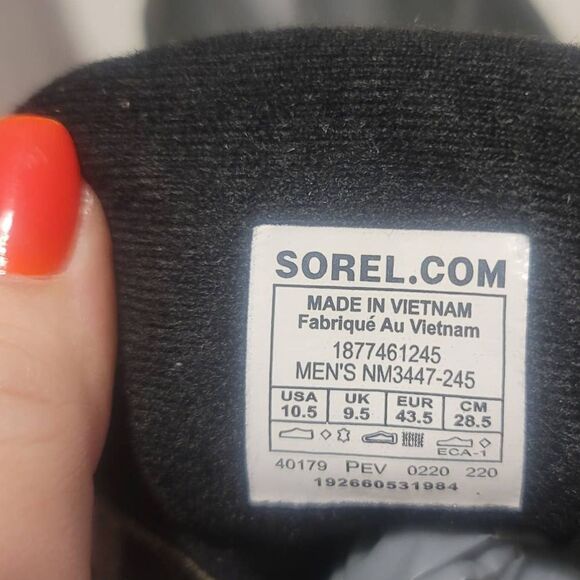 SOREL.COM
MADE IN VIETNAM
Fabriqué Au Vietnam
1877461245
MEN'S NM3447-245
USA UK EUR CM
10.5 9.5 43.5 28.5
ECA-1
40179 PEV 0220 220
192660531984